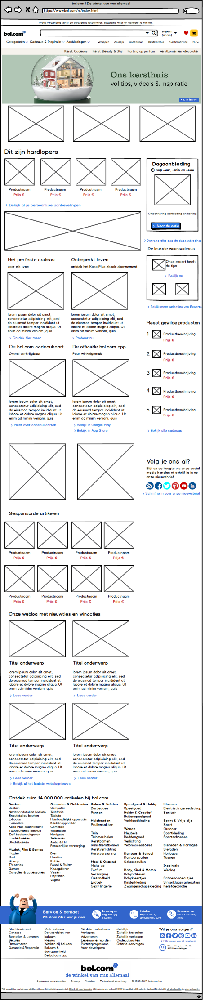 bol.com | De winkel van ons allemaal
https://www.bol.com/nl/index.html
Gratis verzending vanaf 20 euro, gratis retourneren, bezorging waar en wanneer je wilt met
bol.com
Welkom (naam)
Categorieën Cadeaus & Inspiratie Aanbiedingen Verkopen Zakelijk Cadeaubon Bestelstatus Klantenservice NL
Kerst: Cadeaus Kerst: Beauty & Stijl Korting op parfum kerstbomen en -decoratie
Ons kersthuis
vol tips, video's & inspiratie
Kom binnen
Dit zijn hardlopers
Productnaam Productnaam Productnaam Productnaam
Prijs € Prijs € Prijs € Prijs €
Bekijk al je persoonlijke aanbevelingen
Dagaanbieding
nog ..uur, ..min en ..sec
Omschrijving aanbieding en korting
Naar de actie
Ontvang elke dag de dagaanbieding
De leukste wooncadeaus
Onze expert heeft
de tips
Bekijk nu
Bekijk meer selecties van Experts
Het perfecte cadeau
voor elk type
lorem ipsum dolor sit amet,
consectetur adipisicing elit, sed
do eiusmod tempor incididunt ut
labore et dolore magna aliqua. Ut
enim ad minim veniam, quis
Ontdek hier meer
Onbeperkt lezen
ontdek het Kobo Plus ebook-abonnement
lorem ipsum dolor sit amet,
consectetur adipisicing elit, sed
do eiusmod tempor incididunt ut
labore et dolore magna aliqua. Ut
enim ad minim veniam, quis
Probeer nu
De bol.com cadeaukaart
Overal verkrijgbaar
lorem ipsum dolor sit amet,
consectetur adipisicing elit, sed
do eiusmod tempor incididunt ut
labore et dolore magna aliqua. Ut
enim ad minim veniam, quis
Meer over cadeaukaarten
De officiële bol.com app
Puur winkelgemak
lorem ipsum dolor sit amet,
consectetur adipisicing elit, sed
do eiusmod tempor incididunt ut
labore et dolore magna aliqua. Ut
enim ad minim veniam, quis
Bekijk in Google Play
Bekijk in App Store
Meest gewilde producten
1 Productbeschrijving
Prijs €
2 Productbeschrijving
Prijs €
3 Productbeschrijving
Prijs €
4 Productbeschrijving
Prijs €
5 Productbeschrijving
Prijs €
Bekijk alle cadeaus
Volg je ons al?
Blijf op de hoogte via onze social
media kanalen of schrijf je in op
onze nieuwsbrief.
Schrijf je in voor onze nieuwsbrief
Gesponsorde artikelen
Productnaam Productnaam Productnaam Productnaam
Prijs € Prijs € Prijs € Prijs €
Productnaam Productnaam Productnaam Productnaam
Prijs € Prijs € Prijs € Prijs €
Onze weblog met nieuwtjes en winacties
Titel onderwerp
lorem ipsum dolor sit amet,
consectetur adipisicing elit, sed
do eiusmod tempor incididunt ut
labore et dolore magna aliqua. Ut
enim ad minim veniam, quis
Lees verder
Titel onderwerp
lorem ipsum dolor sit amet,
consectetur adipisicing elit, sed
do eiusmod tempor incididunt ut
labore et dolore magna aliqua. Ut
enim ad minim veniam, quis
Lees verder
Titel onderwerp
lorem ipsum dolor sit amet,
consectetur adipisicing elit, sed
do eiusmod tempor incididunt ut
labore et dolore magna aliqua. Ut
enim ad minim veniam, quis
Lees verder
Titel onderwerp
lorem ipsum dolor sit amet,
consectetur adipisicing elit, sed
do eiusmod tempor incididunt ut
labore et dolore magna aliqua. Ut
enim ad minim veniam, quis
Lees verder
Bekijk al het laatste webblognieuws
Ontdek ruim 14.000.000 artikelen bij bol.com
Boeken
Boeken
Nederlandstalige boeken
Engelstalige boeken
E-books
E-readers
Kobo Plus abonnement
Tweedehands boeken
Zelf boeken uitgeven
Luisterboeken
Studieboeken
Muziek, Film & Games
Muziek
Dvd
Blu-ray
TV-series
Games
Consoles & accessoires
Computer & Elektronica
Computer
Telefonie
Tablets
Huishoudelijke apparaten
Keukenapparaten
Camera's
Wearables
Navigatie
Televisies
Audio & Hifi
Persoonlijke verzorging
Dier
Honden
Katten
Paard & Ruiter
Knaagdieren
Vissen
Reptielen
Vogels
Koken & Tafelen
Barbecues
Pannen
Huishouden
Prullenbakken
Tuin
Tuinmeubelen
Kerstbomen
Kunstkerstbomen
Kerstverlichting
Kerstversiering
Mooi & Gezond
Make-up
Parfum
Verzorging
Gezondheid
Erotiek
Sexy lingerie
Speelgoed & Hobby
Speelgoed
Hobby & Creatief
Buitenspeelgoed
Verkleedkleding
Wonen
Meubels
Beddengoed
Verlichting
Woonaccessoires
Kantoor & School
Kantoorspullen
Schoolspullen
Baby, Kind & Mama
Babyartikelen
Babykleertjes
Kinderkleding
Zwangerschapskleding
Klussen
Elektrisch gereedschap
Sanitair
Sport & Vrije tijd
Sport
Outdoor
Sportkleding
Sportschoenen
Sieraden & Horloges
Sieraden
Horloges
Tassen
Inspiratie
Weblog
Schoencadeautjes
Sinterklaascadeautjes
Kerstdecoratie
Service & contact
We staan 24/7 voor je klaar
Leveringen
Betalen
Retourneren
Klantenservice
Contact
Bestellen & Leveren
Betalen
Retourneren
Garantie &Reparatie
Over bol.com
De voordelen van
bol.com
Nieuws
Werken bij bol.com
Bol.com &
duurzaamheid
De bol.com app
Verdien via bol.com
Verkopen
Adverteren
Leverancier worden
Partnerprogramma
Voor developers
Zakelijk
Zakelijk bestellen
Zakelijk verkopen
Cadeaukaarten
Offerte aanvragen
Wil je ons volgen?
bol.com
de winkel van ons allemaal
Algemene voorwaarden Privacy Cookies Thuiswinkel waarborg © 1999-2017 bol.com b.v.